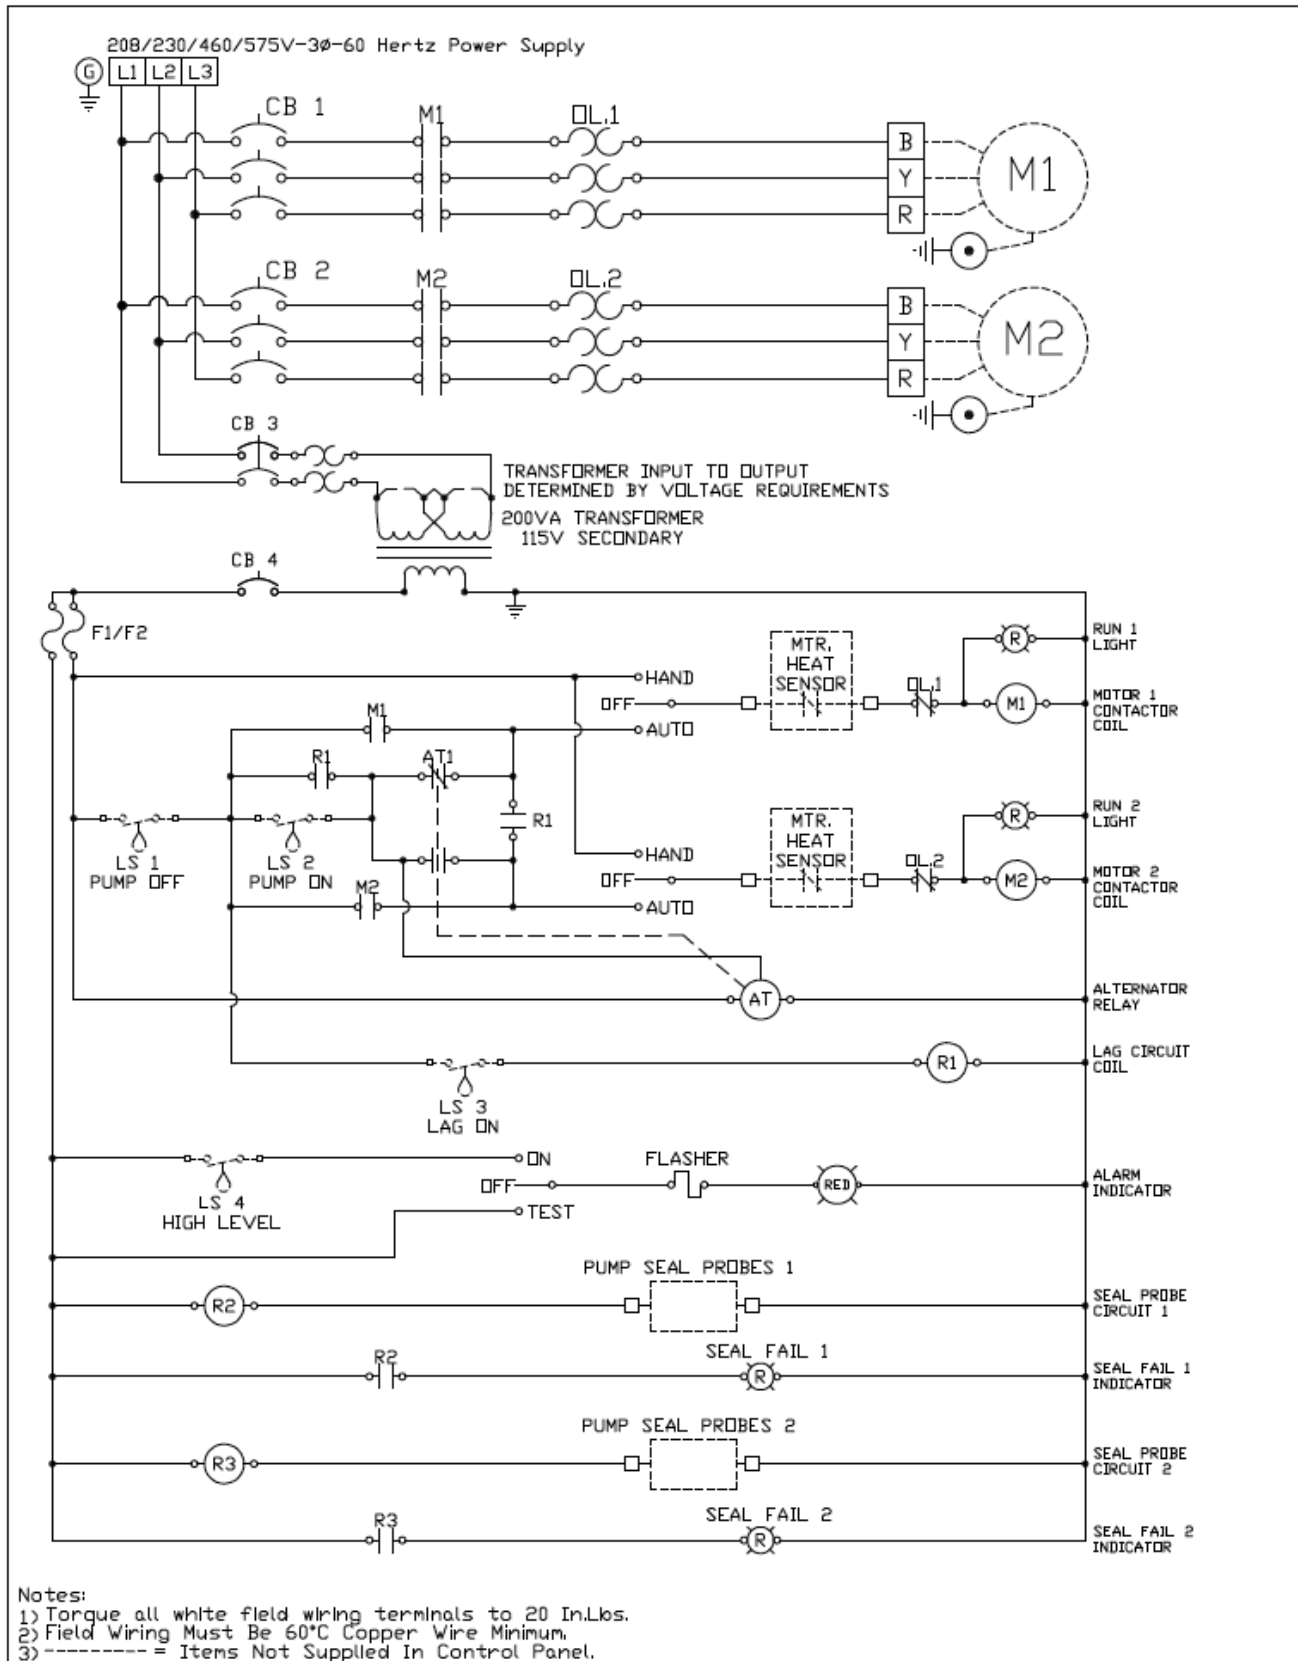 208/230/460/575V-3Ø-60 Hertz Power Supply
G L1 L2 L3
CB 1
M1
OL.1
B
Y
R
M1
CB 2
M2
OL.2
B
Y
R
M2
CB 3
TRANSFORMER INPUT TO OUTPUT
DETERMINED BY VOLTAGE REQUIREMENTS
200VA TRANSFORMER
115V SECONDARY
CB 4
F1/F2
MTR.
HEAT
SENSOR
R
RUN 1
LIGHT
HAND
OFF
AUTO
OL.1
M1
MOTOR 1
CONTACTOR
COIL
M1
R1
AT1
R1
LS 1
PUMP OFF
LS 2
PUMP ON
M2
MTR.
HEAT
SENSOR
R
RUN 2
LIGHT
HAND
OFF
AUTO
OL.2
M2
MOTOR 2
CONTACTOR
COIL
AT
ALTERNATOR
RELAY
R1
LAG CIRCUIT
COIL
LS 3
LAG ON
LS 4
HIGH LEVEL
ON
OFF
TEST
FLASHER
RED
ALARM
INDICATOR
PUMP SEAL PROBES 1
R2
SEAL PROBE
CIRCUIT 1
R2
SEAL FAIL 1
R
SEAL FAIL 1
INDICATOR
PUMP SEAL PROBES 2
R3
SEAL PROBE
CIRCUIT 2
R3
SEAL FAIL 2
R
SEAL FAIL 2
INDICATOR
Notes:
1) Torque all white field wiring terminals to 20 In.Lbs.
2) Field Wiring Must Be 60°C Copper Wire Minimum.
3) --------- = Items Not Supplied In Control Panel.